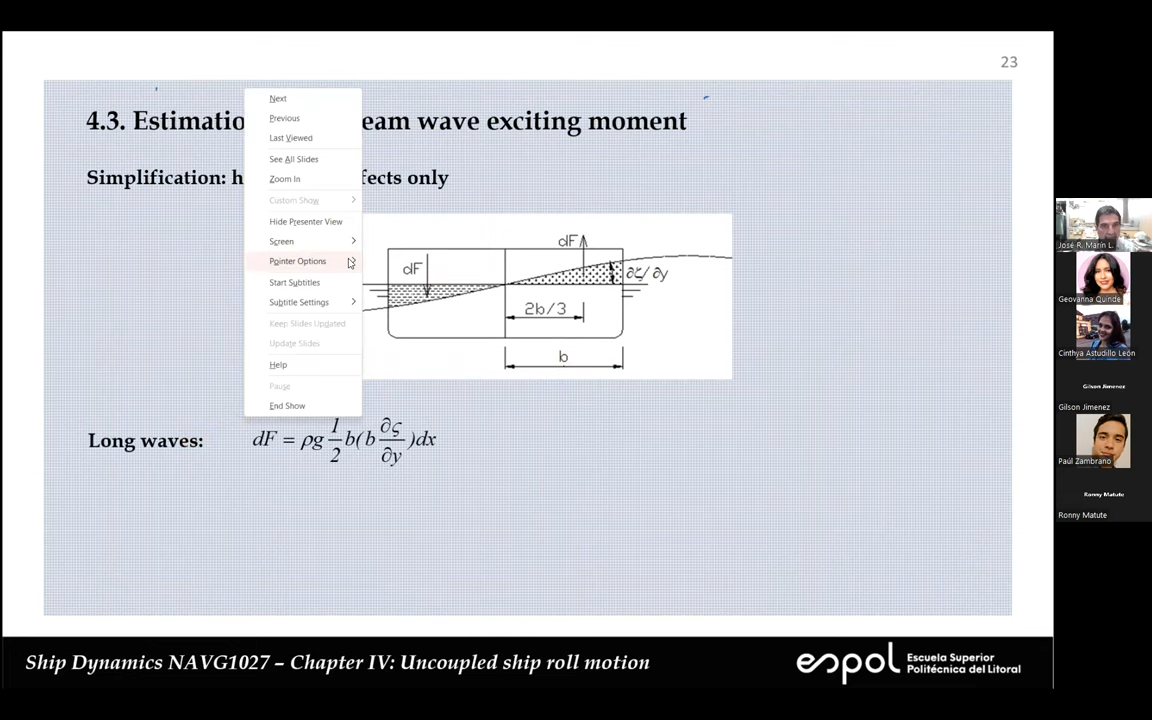 23
4.3. Estimatio
eam wave exciting moment
Simplification: h
fects only
Next
Previous
Last Viewed
See All Slides
Zoom In
Custom Show
Hide Presenter View
Screen
Pointer Options
Start Subtitles
Subtitle Settings
Keep Slides Updated
Update Slides
Help
Pause
End Show
dF
dF
∂ζ/∂y
2b/3
b
Long waves: dF = ρg 1/2 b(b ∂ς/∂y)dx
Ship Dynamics NAVG1027 – Chapter IV: Uncoupled ship roll motion
espol Escuela Superior
Politécnica del Litoral
José R. Marín L.
Geovanna Quinde
Cinthya Astudillo León
Gilson Jimenez
Gilson Jimenez
Paúl Zambrano
Ronny Matute
Ronny Matute